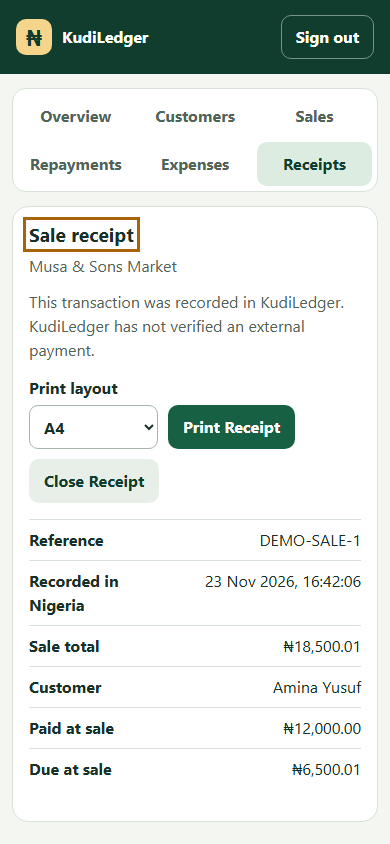 ₦ KudiLedger Sign out
Overview Customers Sales
Repayments Expenses Receipts
Sale receipt
Musa & Sons Market
This transaction was recorded in KudiLedger.
KudiLedger has not verified an external
payment.
Print layout
A4 Print Receipt
Close Receipt
Reference DEMO-SALE-1
Recorded in Nigeria 23 Nov 2026, 16:42:06
Sale total ₦18,500.01
Customer Amina Yusuf
Paid at sale ₦12,000.00
Due at sale ₦6,500.01